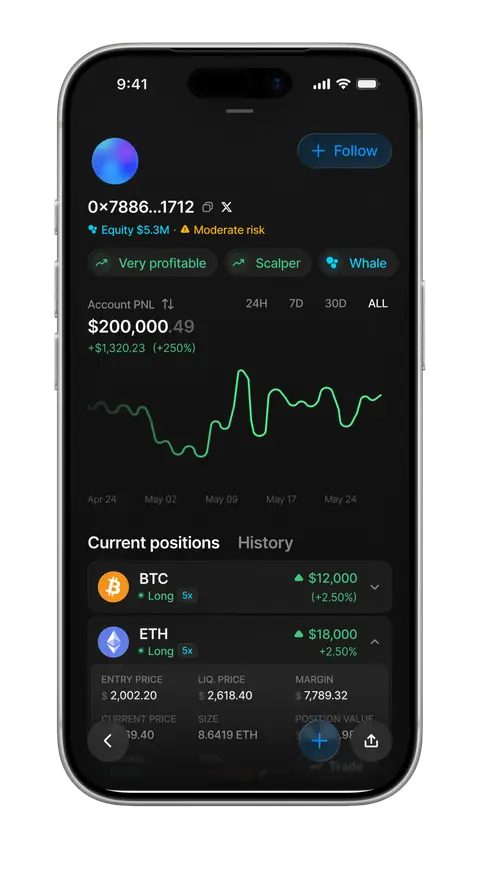 9:41
+ Follow
0×7886...1712
Equity $5.3M · Moderate risk
Very profitable Scalper Whale
Account PNL 24H 7D 30D ALL
$200,000.49
+$1,320.23 (+250%)
Apr 24 May 02 May 09 May 17 May 24
Current positions History
BTC $12,000
Long 5x (+2.50%)
ETH $18,000
Long 5x +2.50%
ENTRY PRICE LIQ. PRICE MARGIN
$ 2,002.20 $ 2,618.40 $ 7,789.32
CURRENT PRICE SIZE POSITION VALUE
69.40 8.6419 ETH $ .98
Trade